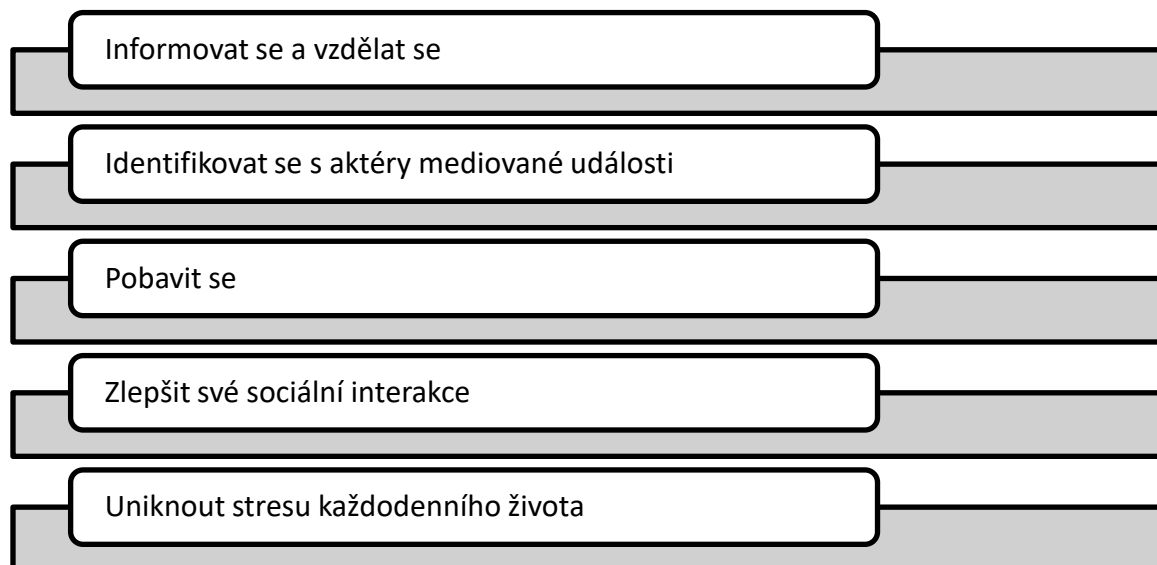 Informovat se a vzdělat se
Identifikovat se s aktéry mediované události
Pobavit se
Zlepšit své sociální interakce
Uniknout stresu každodenního života